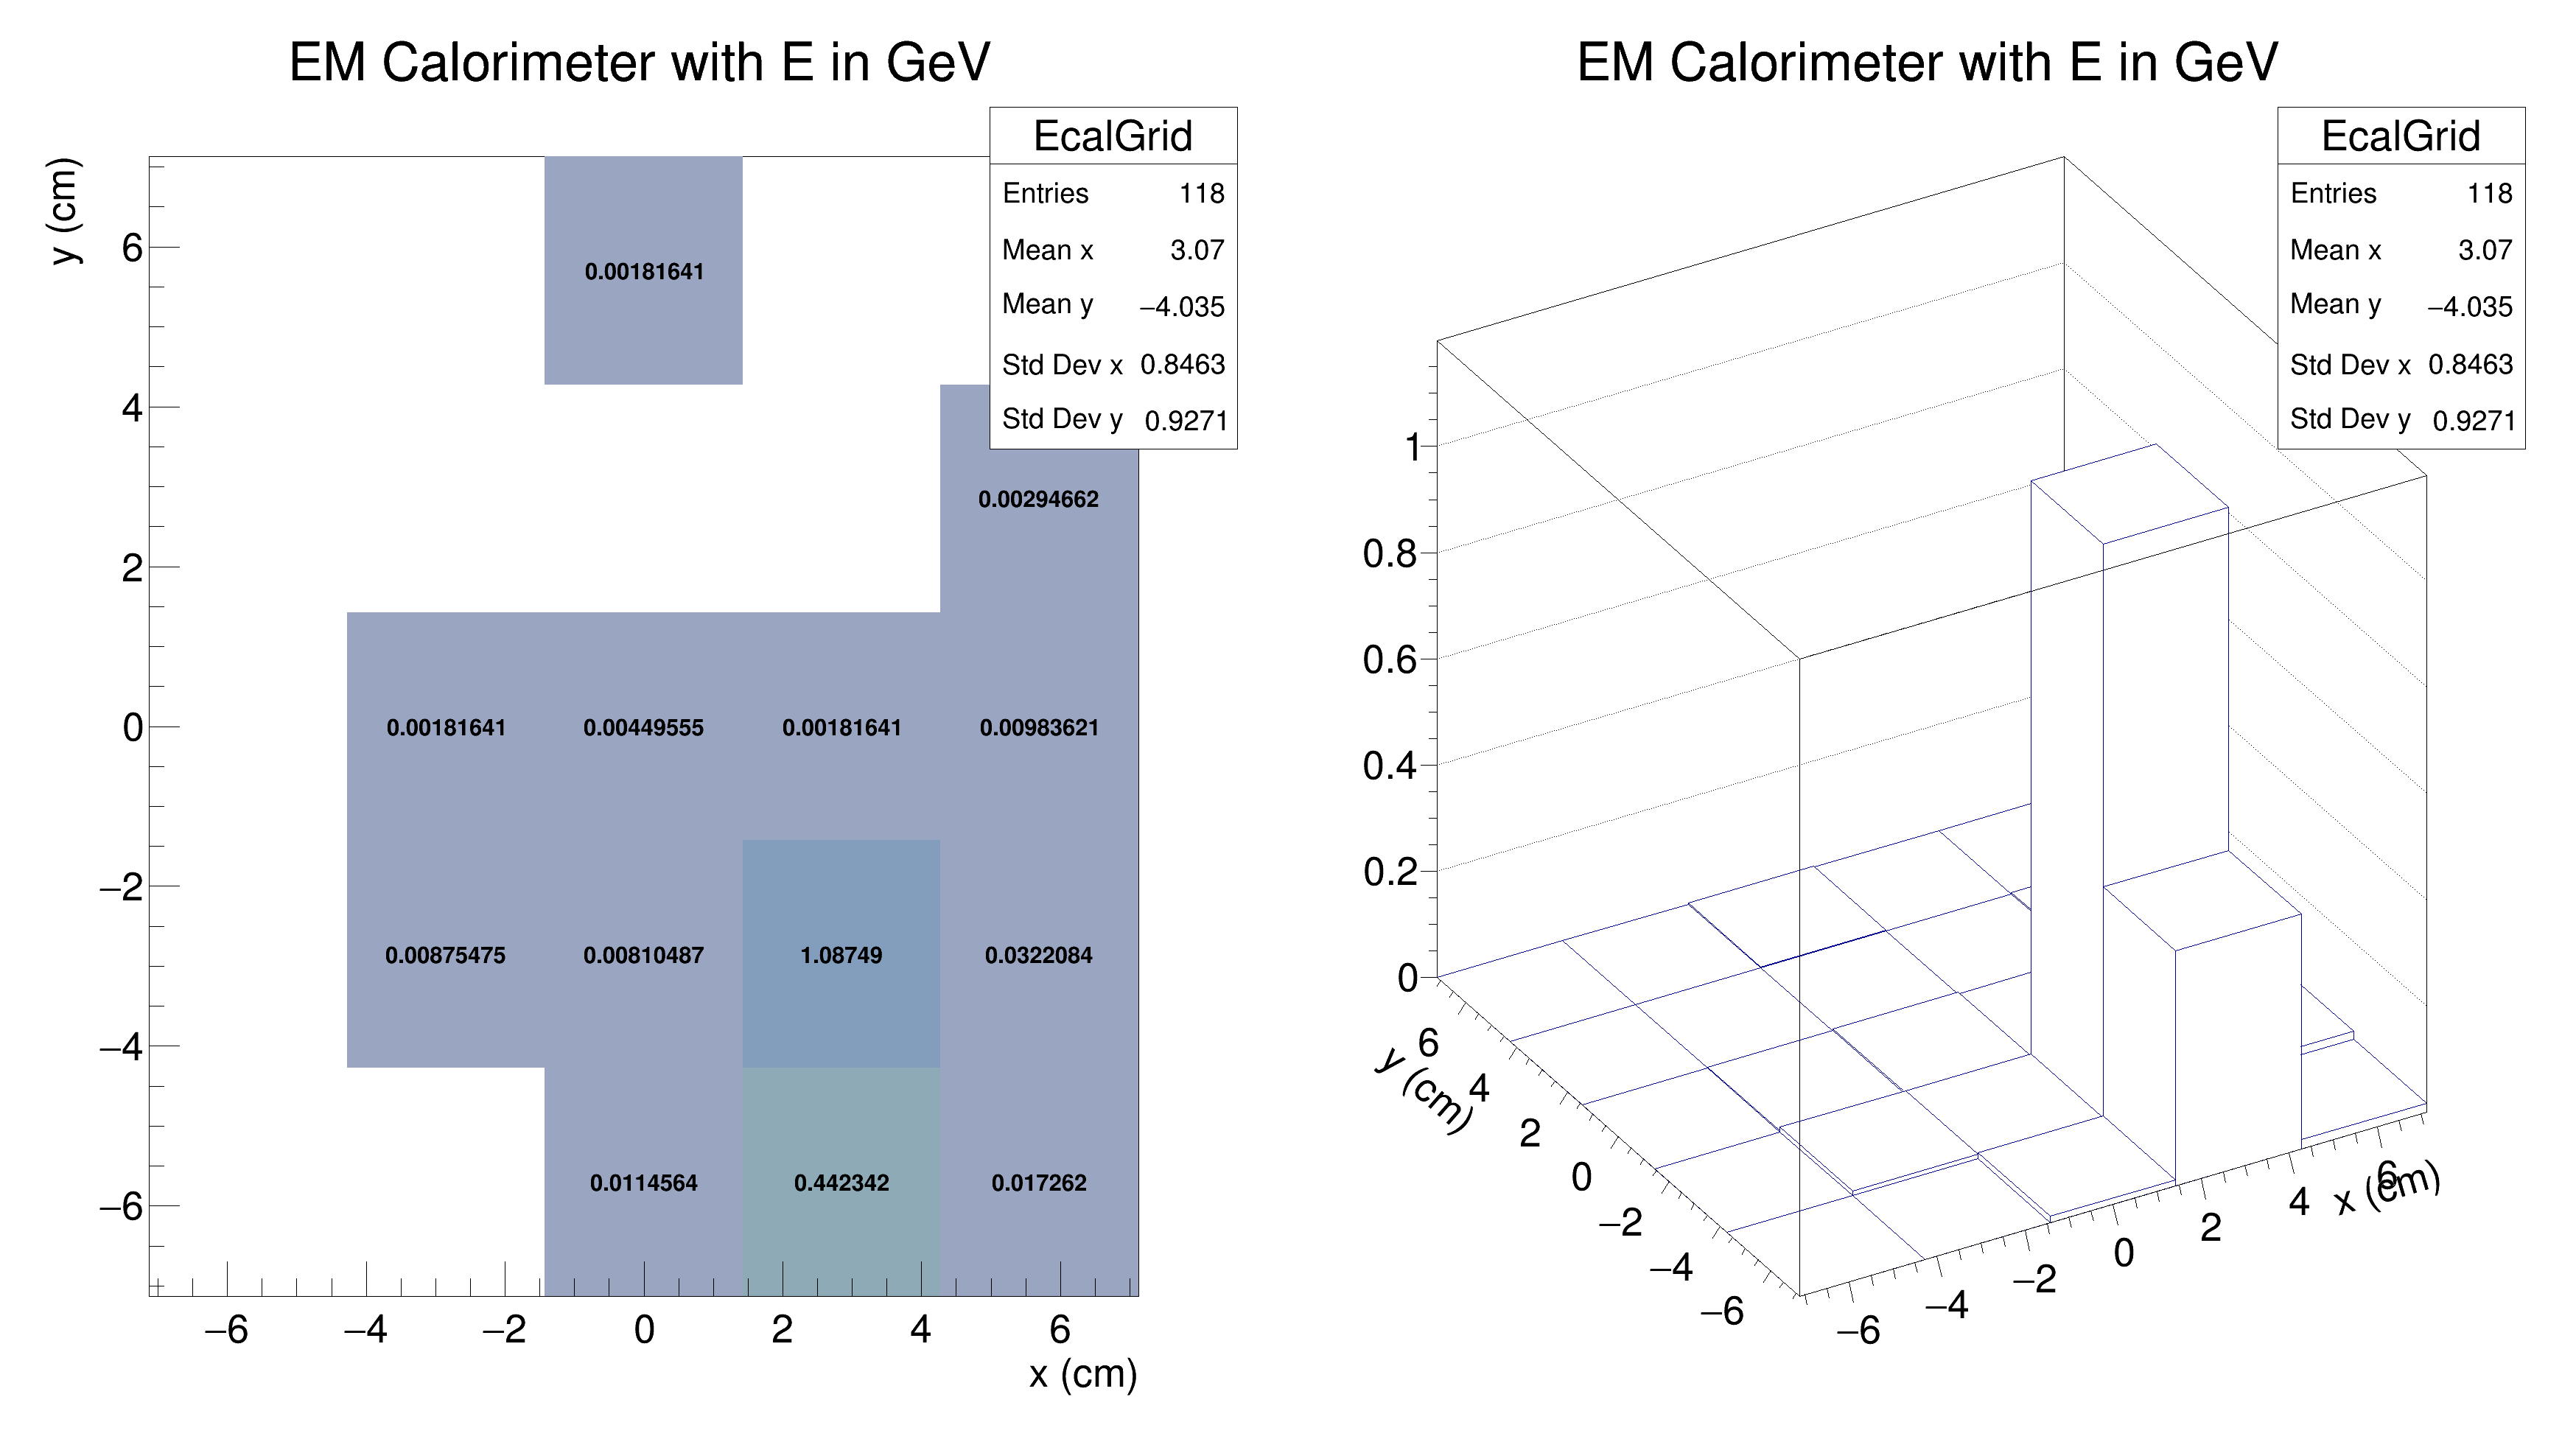 EM Calorimeter with E in GeV
EcalGrid
Entries 118
Mean x 3.07
Mean y −4.035
Std Dev x 0.8463
Std Dev y 0.9271
y (cm)
6
4
2
0
−2
−4
−6
0.00181641
0.00294662
0.00181641 0.00449555 0.00181641 0.00983621
0.00875475 0.00810487 1.08749 0.0322084
0.0114564 0.442342 0.017262
−6 −4 −2 0 2 4 6
x (cm)
EM Calorimeter with E in GeV
EcalGrid
Entries 118
Mean x 3.07
Mean y −4.035
Std Dev x 0.8463
Std Dev y 0.9271
1
0.8
0.6
0.4
0.2
0
y (cm)
6
4
2
0
−2
−4
−6
−6 −4 −2 0 2 4 6
x (cm)